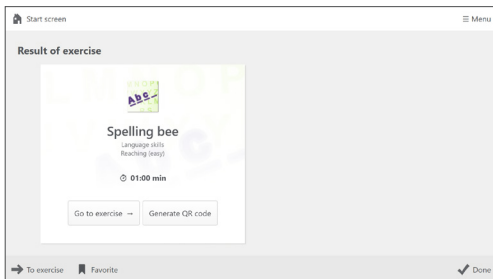 Start screen
☰ Menu
Result of exercise
Abc
Spelling bee
Language skills
Reaching (easy)
01:00 min
Go to exercise →
Generate QR code
To exercise
Favorite
Done